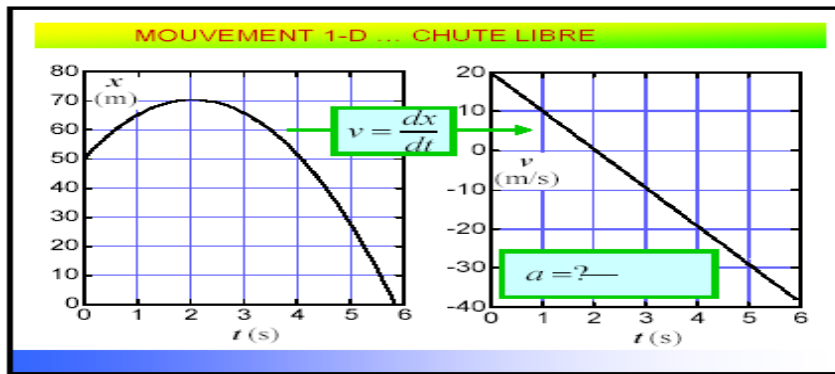 MOUVEMENT 1-D ... CHUTE LIBRE
80
x
70
(m)
60
50
40
30
20
10
0
0 1 2 3 4 5 6
t (s)
v = dx/dt
20
10
0
v
(m/s)
-10
-20
-30
-40
0 1 2 3 4 5 6
t (s)
a = ?